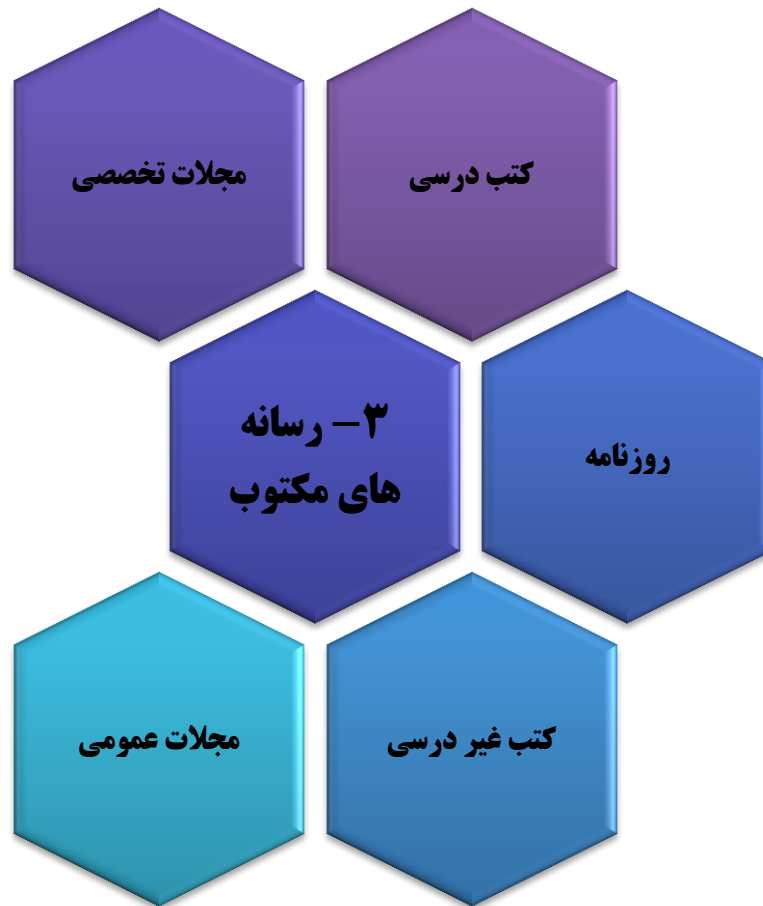 کتب درسی
مجلات تخصصی
۳- رسانه
های مکتوب
روزنامه
کتب غیر درسی
مجلات عمومی